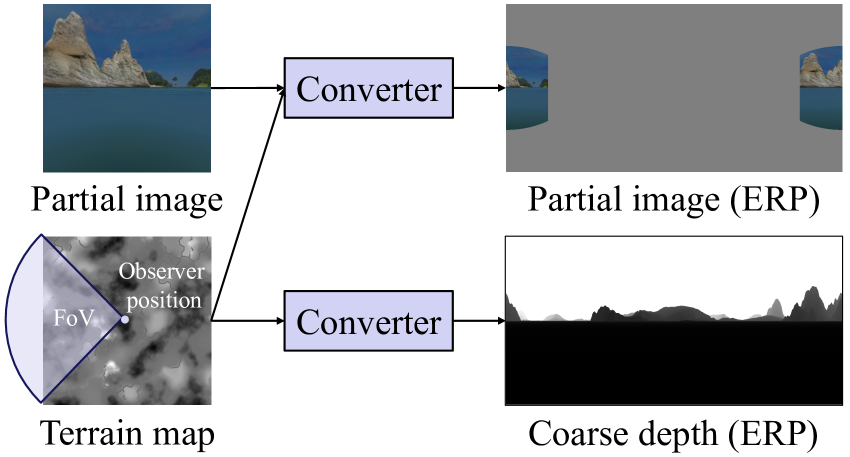 Converter
Partial image
Partial image (ERP)
Observer
position
FoV
Converter
Terrain map
Coarse depth (ERP)